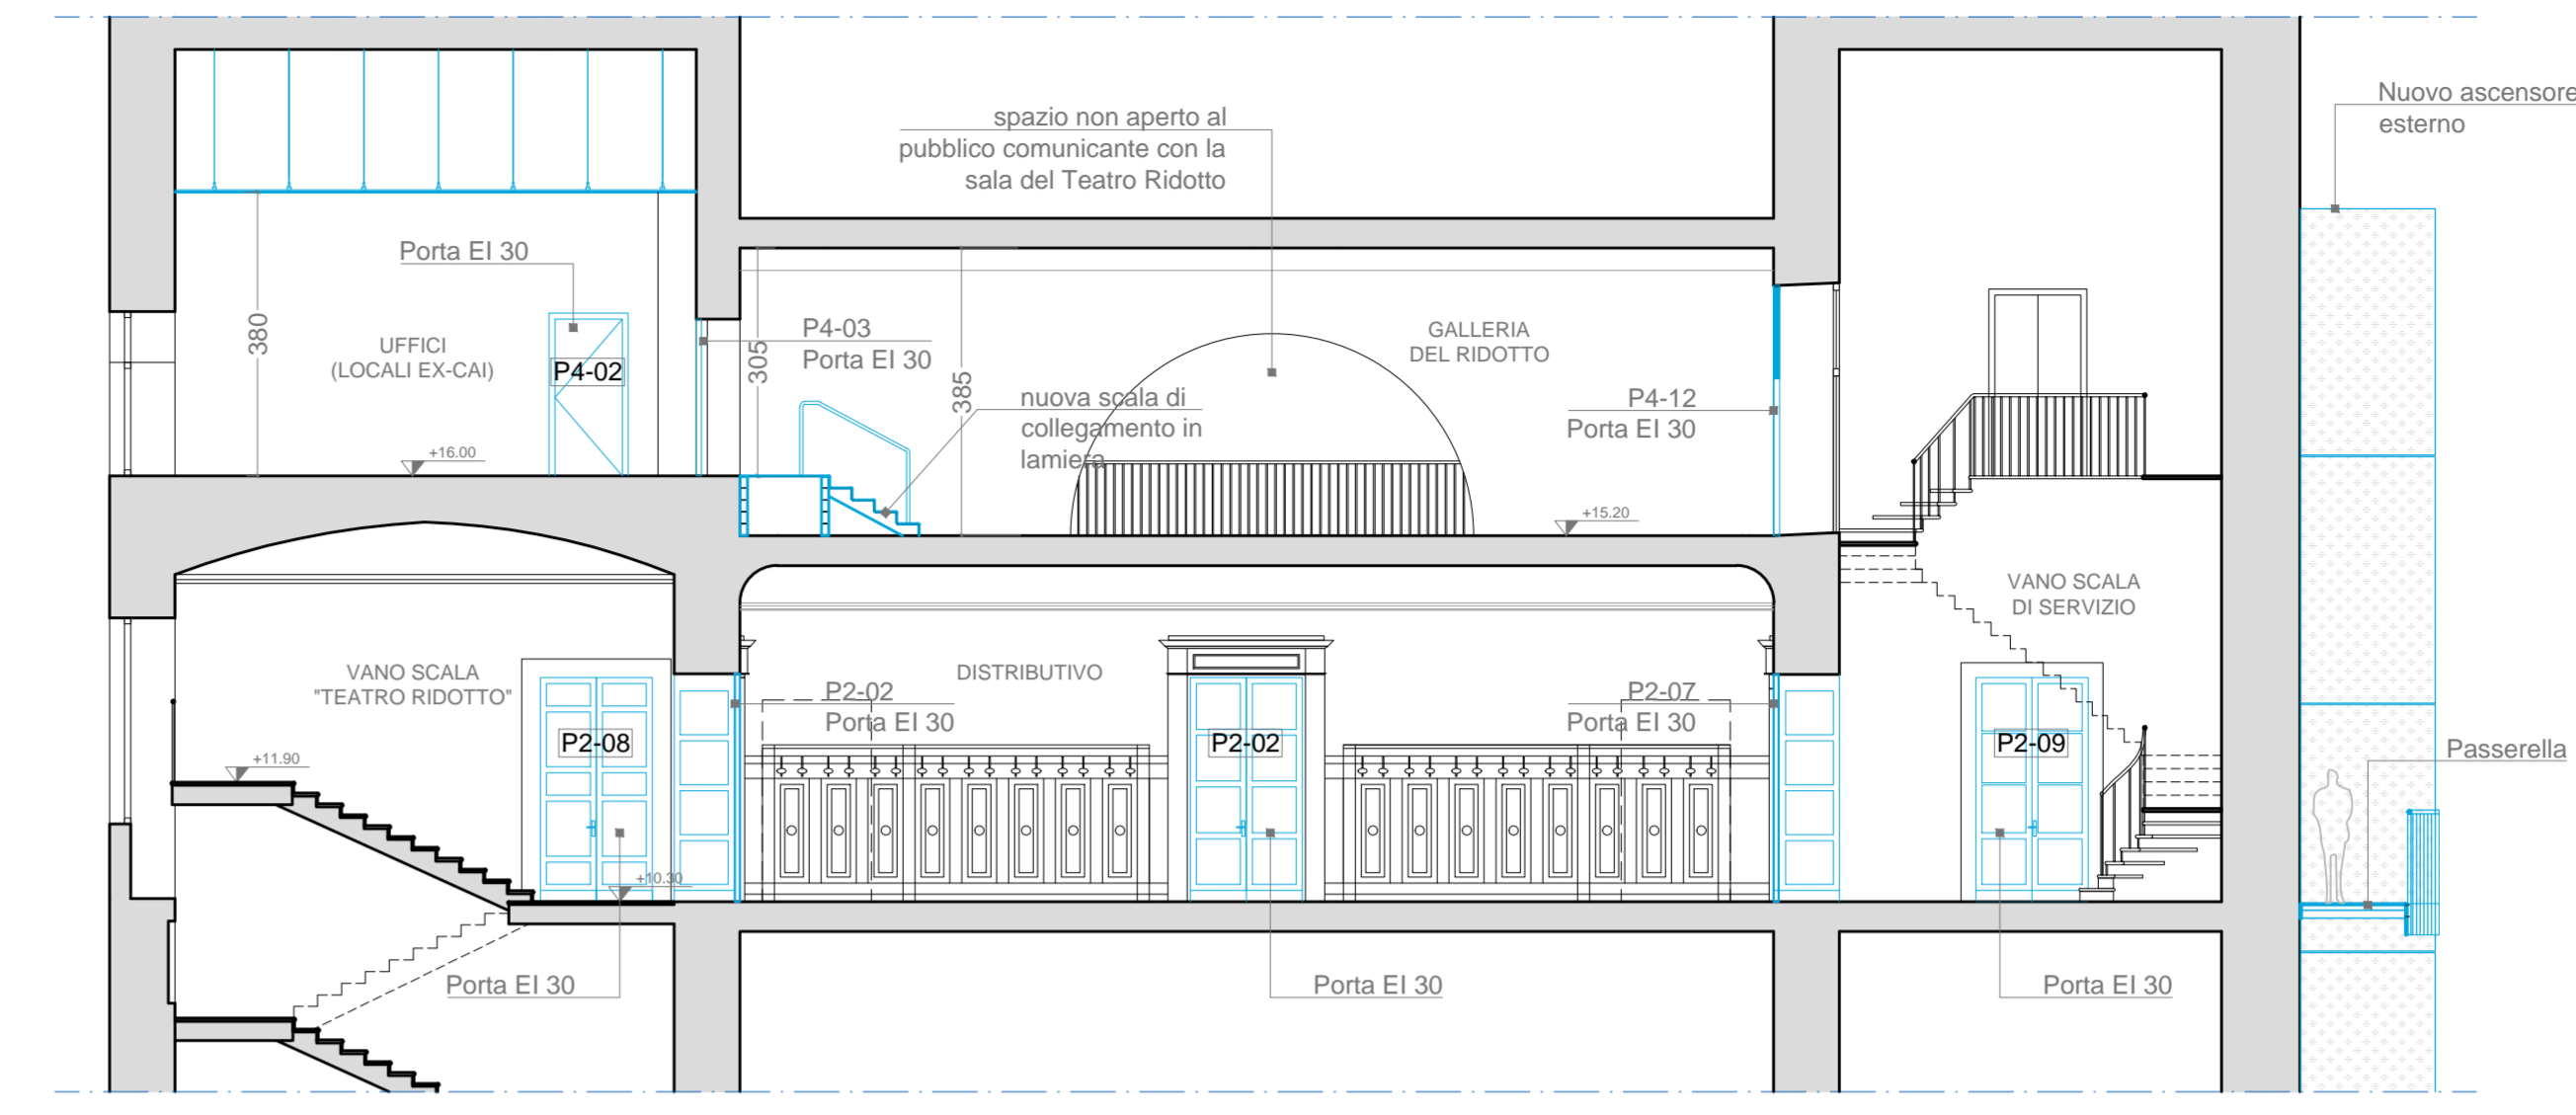 Nuovo ascensore
esterno
spazio non aperto al
pubblico comunicante con la
sala del Teatro Ridotto
Porta EI 30
380
UFFICI
(LOCALI EX-CAI)
P4-02
P4-03
Porta EI 30
305
385
nuova scala di
collegamento in
lamiera
GALLERIA
DEL RIDOTTO
P4-12
Porta EI 30
+16.00
+15.20
VANO SCALA
DI SERVIZIO
VANO SCALA
"TEATRO RIDOTTO"
DISTRIBUTIVO
P2-02
Porta EI 30
P2-07
Porta EI 30
P2-08
P2-02
P2-09
+11.90
Passerella
+10.30
Porta EI 30
Porta EI 30
Porta EI 30